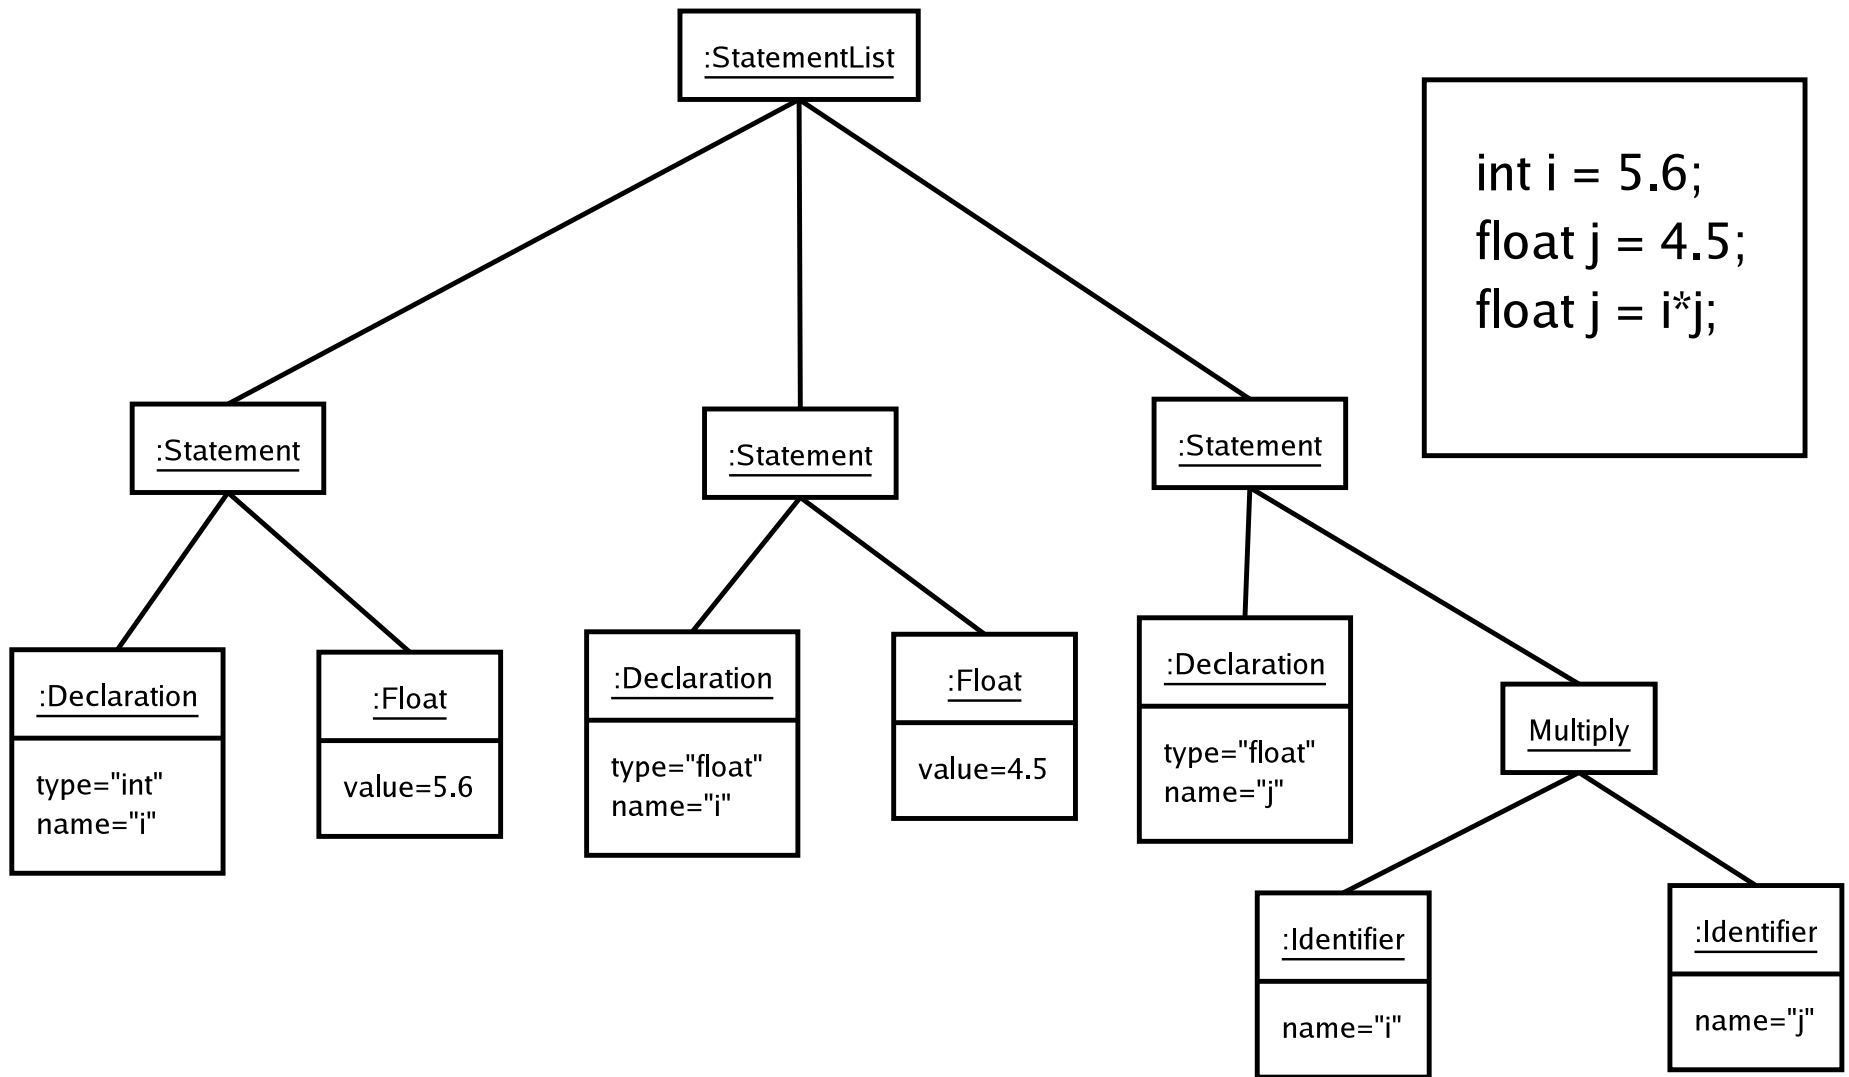 :StatementList
int i = 5.6;
float j = 4.5;
float j = i*j;
:Statement
:Statement
:Statement
:Declaration
type="int"
name="i"
:Float
value=5.6
:Declaration
type="float"
name="i"
:Float
value=4.5
:Declaration
type="float"
name="j"
Multiply
:Identifier
name="i"
:Identifier
name="j"